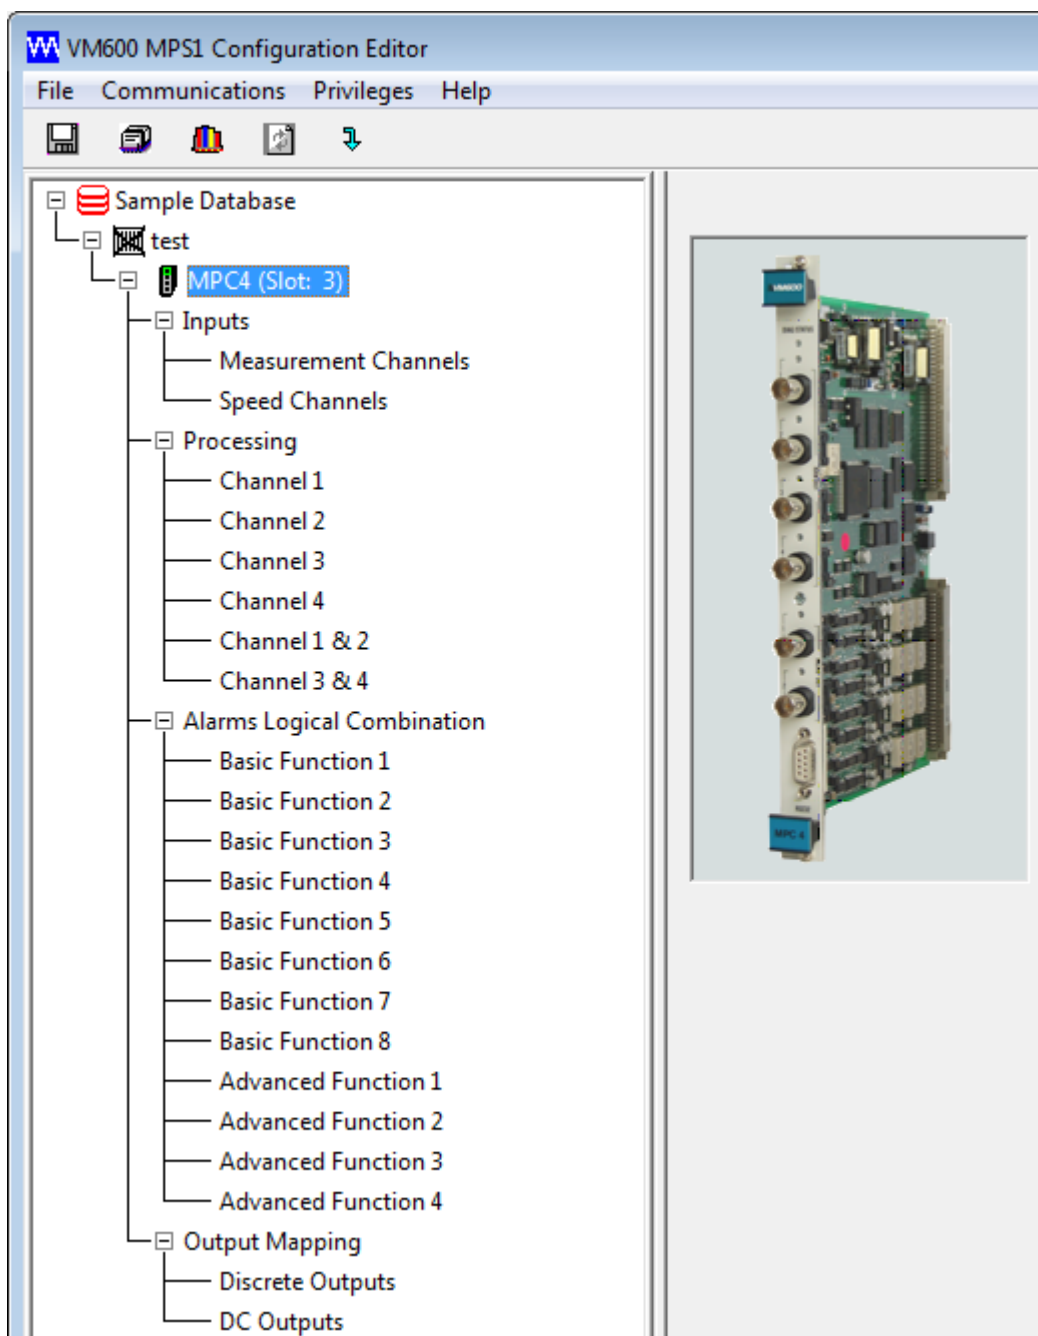 VM600 MPS1 Configuration Editor
File Communications Privileges Help
Sample Database
test
MPC4 (Slot: 3)
Inputs
Measurement Channels
Speed Channels
Processing
Channel 1
Channel 2
Channel 3
Channel 4
Channel 1 & 2
Channel 3 & 4
Alarms Logical Combination
Basic Function 1
Basic Function 2
Basic Function 3
Basic Function 4
Basic Function 5
Basic Function 6
Basic Function 7
Basic Function 8
Advanced Function 1
Advanced Function 2
Advanced Function 3
Advanced Function 4
Output Mapping
Discrete Outputs
DC Outputs
VM600
MPC 4